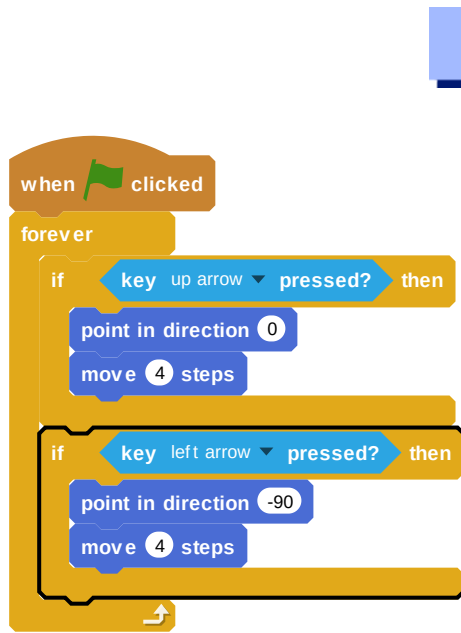 when clicked
forever
if key up arrow pressed? then
point in direction 0
move 4 steps
if key left arrow pressed? then
point in direction -90
move 4 steps